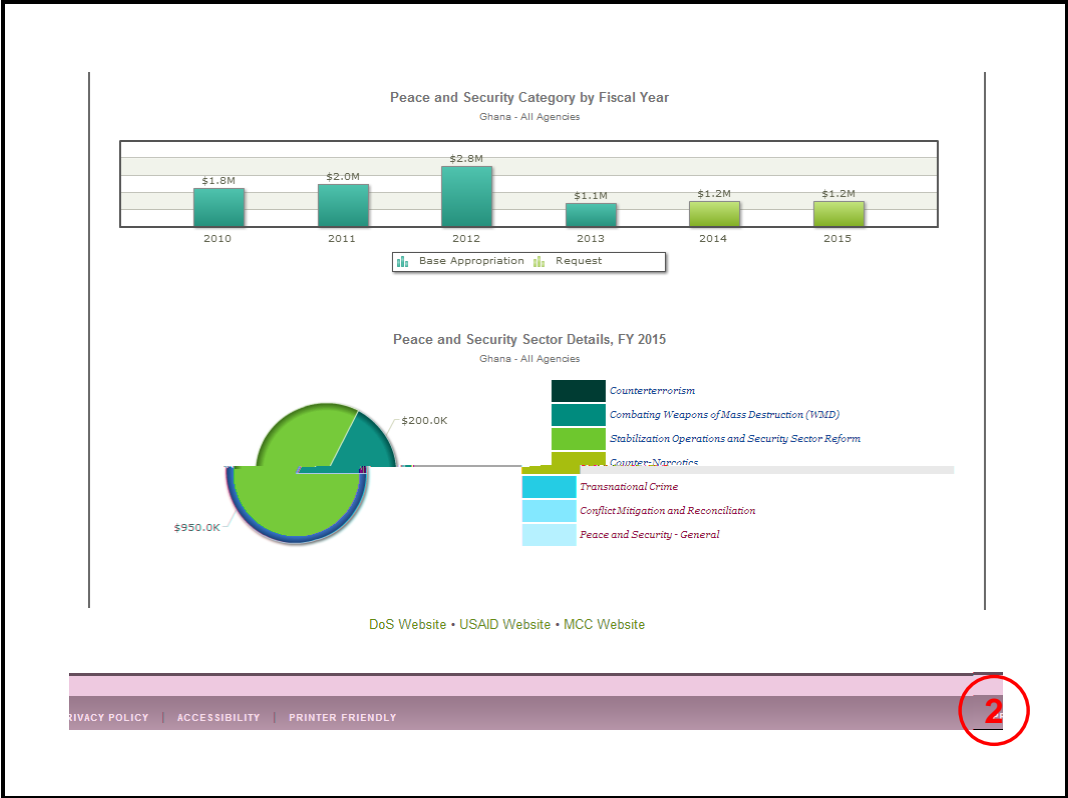 Peace and Security Category by Fiscal Year
Ghana - All Agencies
$1.8M $2.0M $2.8M $1.1M $1.2M $1.2M
2010 2011 2012 2013 2014 2015
Base Appropriation Request
Peace and Security Sector Details, FY 2015
Ghana - All Agencies
$200.0K
$950.0K
Counterterrorism
Combating Weapons of Mass Destruction (WMD)
Stabilization Operations and Security Sector Reform
Counter-Narcotics
Transnational Crime
Conflict Mitigation and Reconciliation
Peace and Security - General
DoS Website • USAID Website • MCC Website
RIVACY POLICY | ACCESSIBILITY | PRINTER FRIENDLY
2